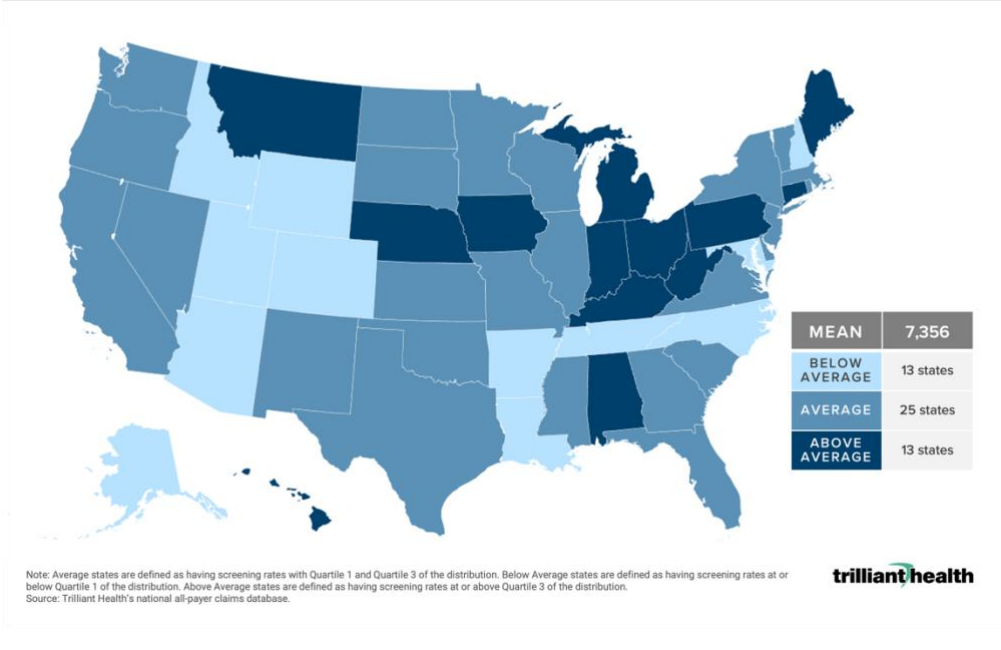 MEAN 7,356
BELOW
AVERAGE 13 states
AVERAGE 25 states
ABOVE
AVERAGE 13 states
Note: Average states are defined as having screening rates with Quartile 1 and Quartile 3 of the distribution. Below Average states are defined as having screening rates at or
below Quartile 1 of the distribution. Above Average states are defined as having screening rates at or above Quartile 3 of the distribution.
Source: Trilliant Health's national all-payer claims database.
trillianthealth